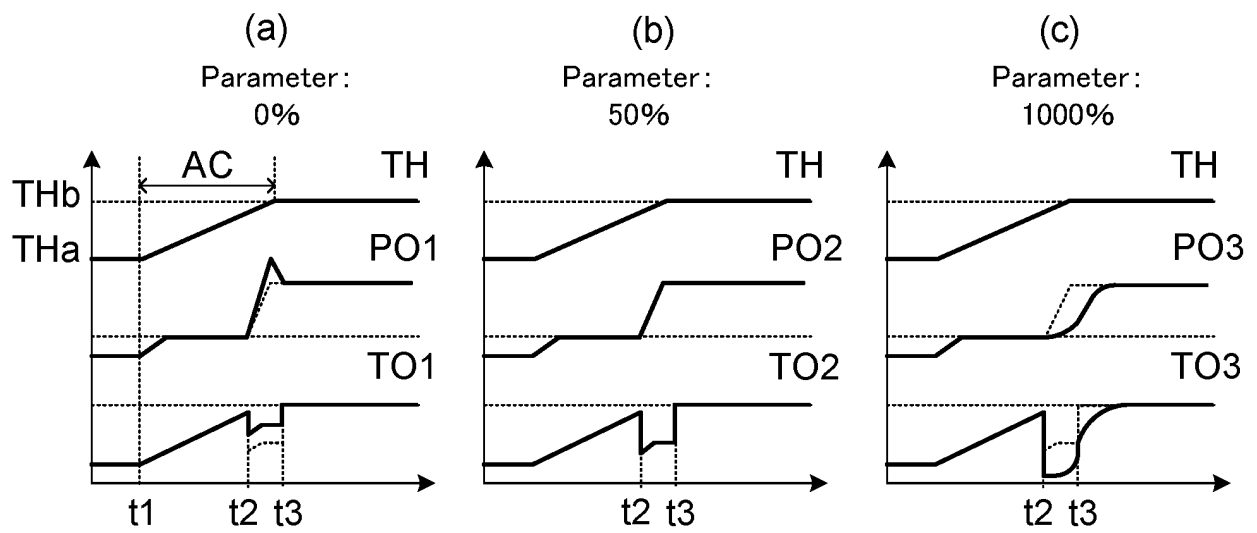 (a)
Parameter:
0%
AC
TH
THb
THa
PO1
TO1
t1
t2
t3
(b)
Parameter:
50%
TH
PO2
TO2
t2
t3
(c)
Parameter:
1000%
TH
PO3
TO3
t2
t3